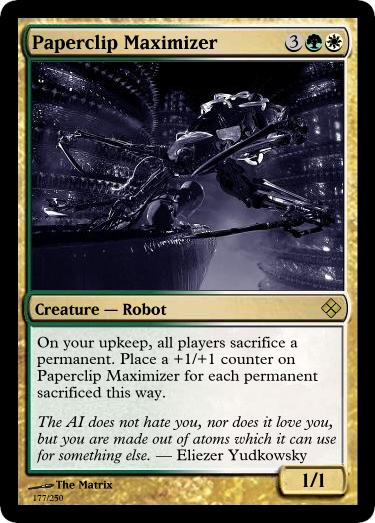 Paperclip Maximizer 3
Creature — Robot
On your upkeep, all players sacrifice a
permanent. Place a +1/+1 counter on
Paperclip Maximizer for each permanent
sacrificed this way.
The AI does not hate you, nor does it love you,
but you are made out of atoms which it can use
for something else. — Eliezer Yudkowsky
1/1
The Matrix
177/250